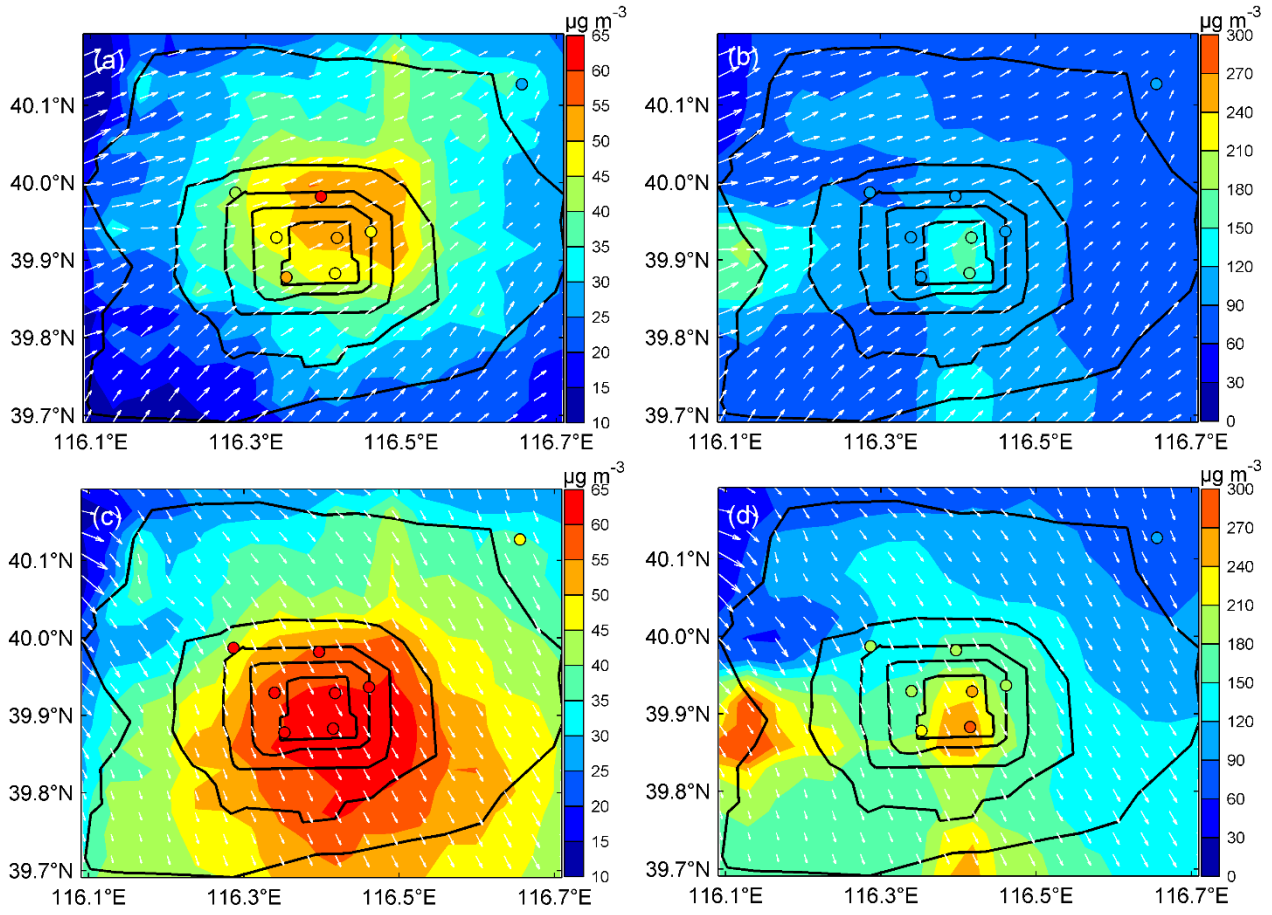 µg m-3
(a)
65
60
55
50
45
40
35
30
25
20
15
10
40.1°N
40.0°N
39.9°N
39.8°N
39.7°N
116.1°E
116.3°E
116.5°E
116.7°E
µg m-3
(b)
300
270
240
210
180
150
120
90
60
30
0
40.1°N
40.0°N
39.9°N
39.8°N
39.7°N
116.1°E
116.3°E
116.5°E
116.7°E
µg m-3
(c)
65
60
55
50
45
40
35
30
25
20
15
10
40.1°N
40.0°N
39.9°N
39.8°N
39.7°N
116.1°E
116.3°E
116.5°E
116.7°E
µg m-3
(d)
300
270
240
210
180
150
120
90
60
30
0
40.1°N
40.0°N
39.9°N
39.8°N
39.7°N
116.1°E
116.3°E
116.5°E
116.7°E